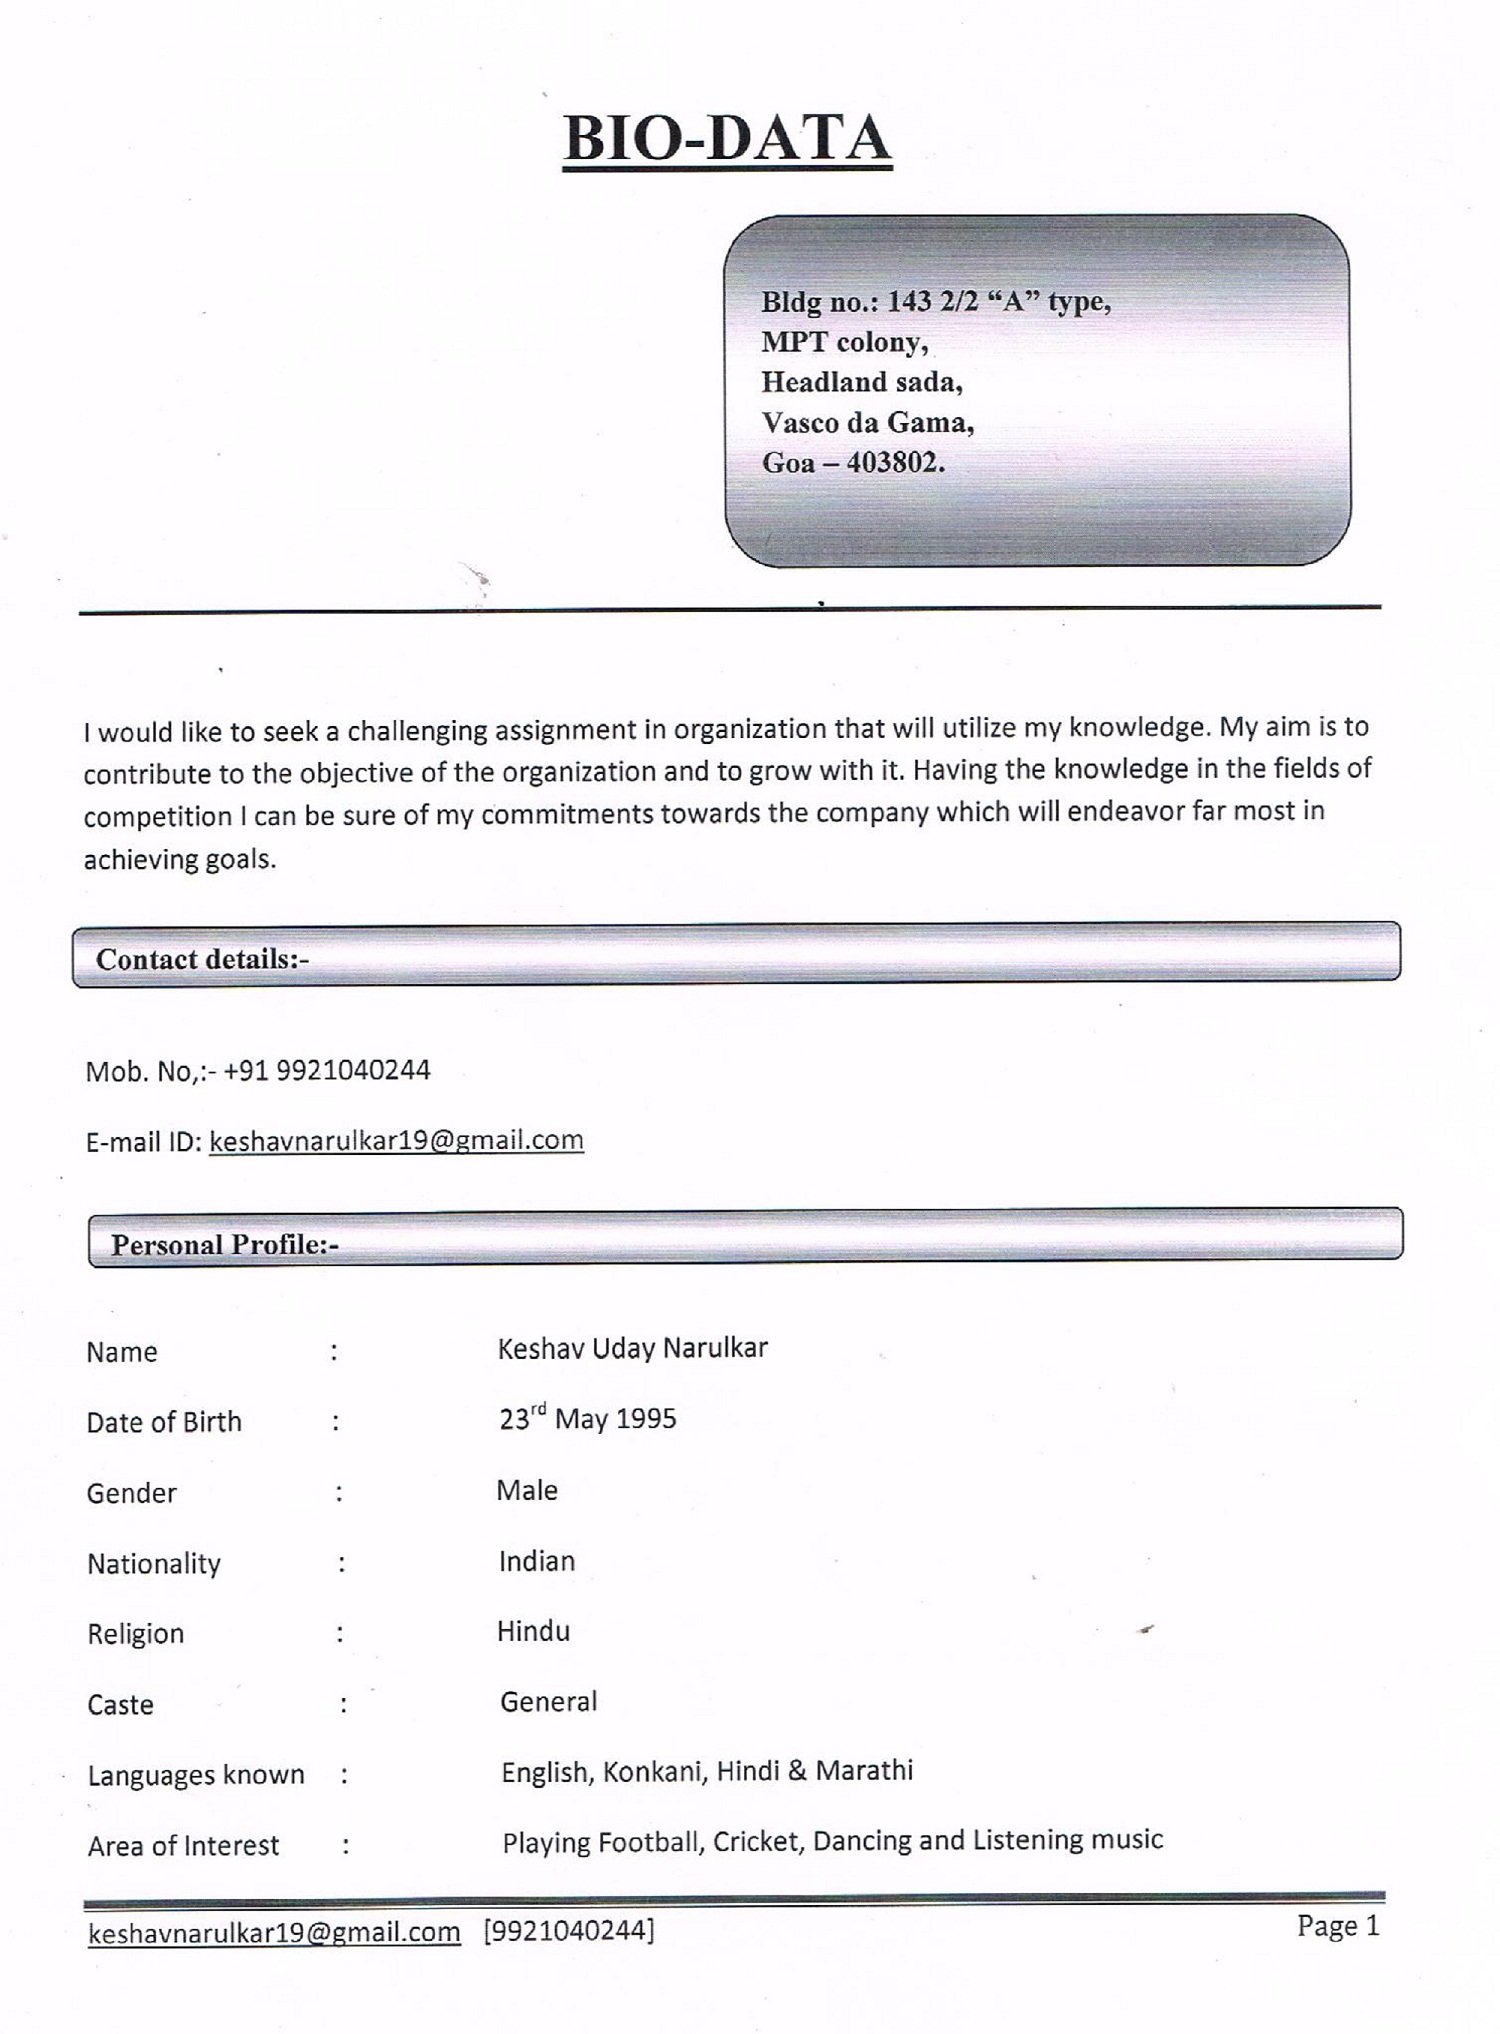 BIO-DATA
Bldg no.: 143 2/2 “A” type,
MPT colony,
Headland sada,
Vasco da Gama,
Goa – 403802.
I would like to seek a challenging assignment in organization that will utilize my knowledge. My aim is to
contribute to the objective of the organization and to grow with it. Having the knowledge in the fields of
competition I can be sure of my commitments towards the company which will endeavor far most in
achieving goals.
Contact details:-
Mob. No,:- +91 9921040244
E-mail ID: keshavnarulkar19@gmail.com
Personal Profile:-
Name : Keshav Uday Narulkar
Date of Birth : 23rd May 1995
Gender : Male
Nationality : Indian
Religion : Hindu
Caste : General
Languages known : English, Konkani, Hindi & Marathi
Area of Interest : Playing Football, Cricket, Dancing and Listening music
keshavnarulkar19@gmail.com [9921040244] Page 1